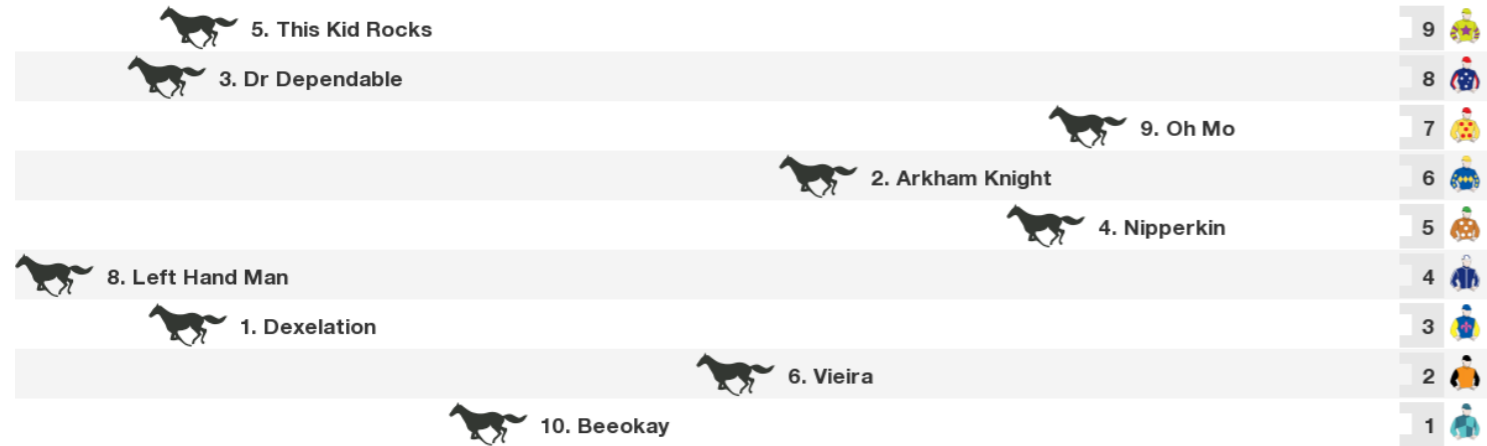 5. This Kid Rocks 9
3. Dr Dependable 8
9. Oh Mo 7
2. Arkham Knight 6
4. Nipperkin 5
8. Left Hand Man 4
1. Dexelation 3
6. Vieira 2
10. Beeokay 1